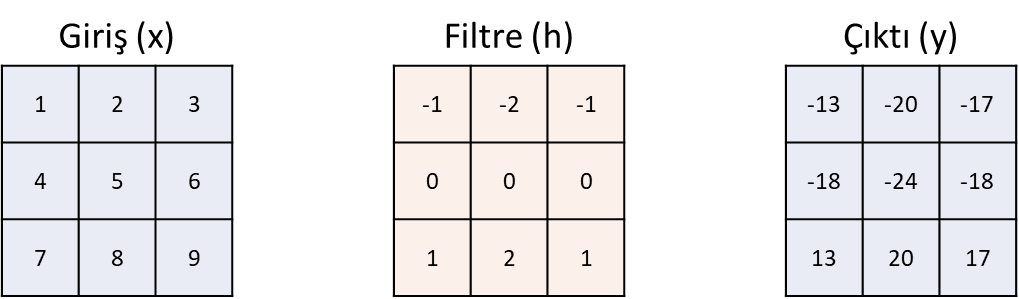 Giriş (x) Filtre (h) Çıktı (y)
1 2 3 -1 -2 -1 -13 -20 -17
4 5 6 0 0 0 -18 -24 -18
7 8 9 1 2 1 13 20 17